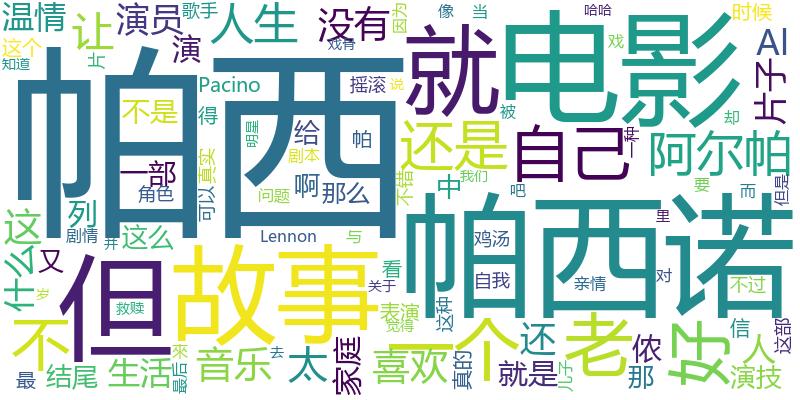 温情
让
演员
歌手
人生
没有
因为
像
当
哈哈
时候
这个
知道
片
演
戏骨
就
电影
戏
Al
帕西
Pacino
摇滚
说
片子
不是
得
明星
给
帕
被
却
一种
还是
自己
阿尔帕
一部
角色
可以
真实
剧本
问题
啊
那么
不错
我们
中
吧
要
而
但是
这
列
剧情
并
这么
Lennon
与
帕西诺
鸡汤
自我
里
亲情
对
不过
什么
又
但
故事
关于
看
表演
觉得
这种
岁
救赎
不
一个
老
好
还
侬
信
人
这部
最
结尾
生活
來
最后
音乐
去
太
家庭
喜欢
真的
就是
儿子
那
演技